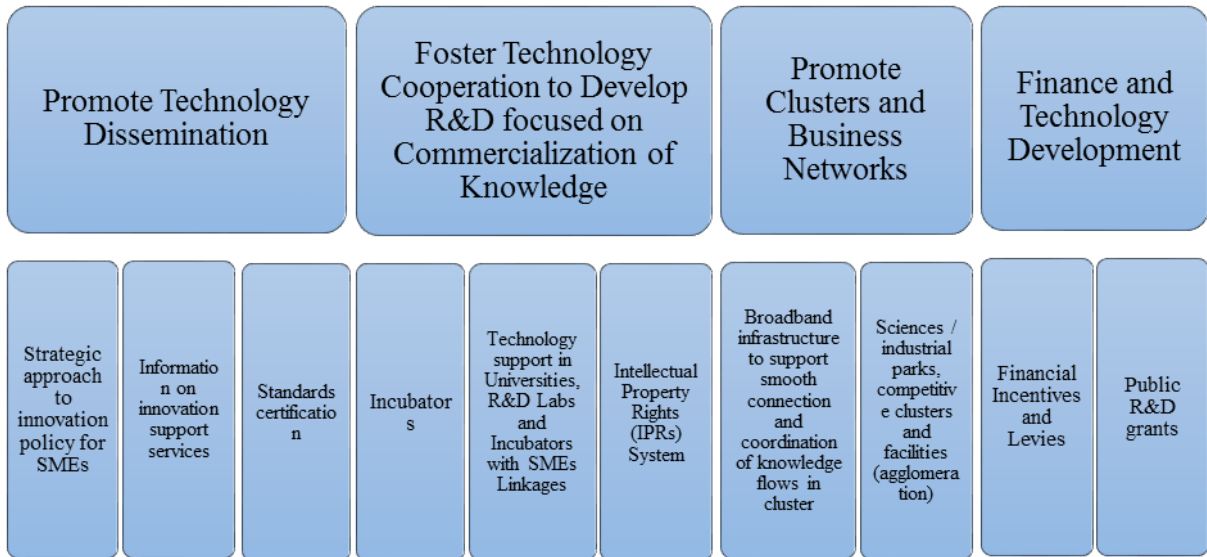 Promote Technology
Dissemination
Foster Technology
Cooperation to Develop
R&D focused on
Commercialization of
Knowledge
Promote
Clusters and
Business
Networks
Finance and
Technology
Development
Strategic
approach
to
innovation
policy for
SMEs
Informatio
n on
innovation
support
services
Standards
certificatio
n
Incubator
s
Technology
support in
Universities,
R&D Labs
and
Incubators
with SMEs
Linkages
Intellectual
Property
Rights
(IPRs)
System
Broadband
infrastructure
to support
smooth
connection
and
coordination
of knowledge
flows in
cluster
Sciences /
industrial
parks,
competitiv
e clusters
and
facilities
(agglomera
tion)
Financial
Incentives
and
Levies
Public
R&D
grants